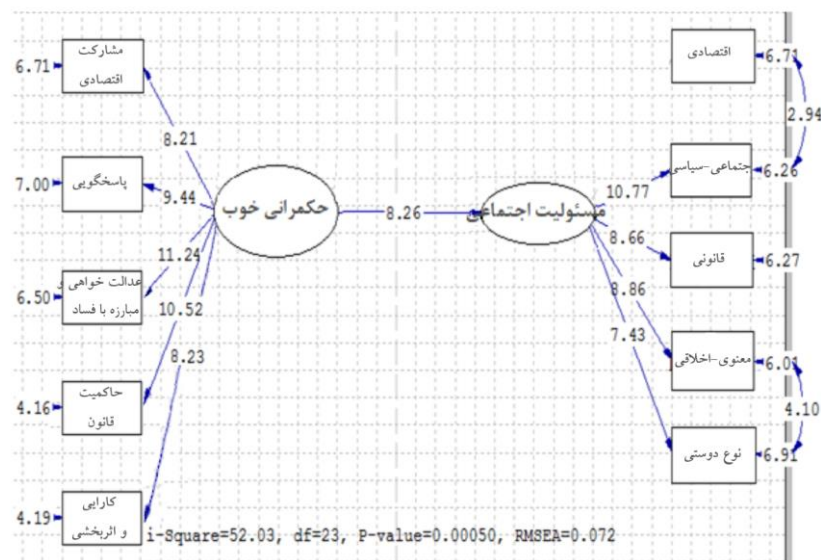 مشارکت
اقتصادی
6.71
8.21
پاسخگویی
7.00
9.44
عدالت خواهی و
مبارزه با فساد
6.50
11.24
حاکمیت
قانون
4.16
10.52
کارایی
و اثربخشی
4.19
8.23
حکمرانی خوب
8.26
مسئولیت اجتماعی
اقتصادی
6.71
2.94
جتماعی-سیاسی
6.26
10.77
قانونی
6.27
8.66
معنوی-اخلاقی
6.01
8.86
4.10
نوع دوستی
6.91
7.43
i-Square=52.03, df=23, P-value=0.00050, RMSEA=0.072